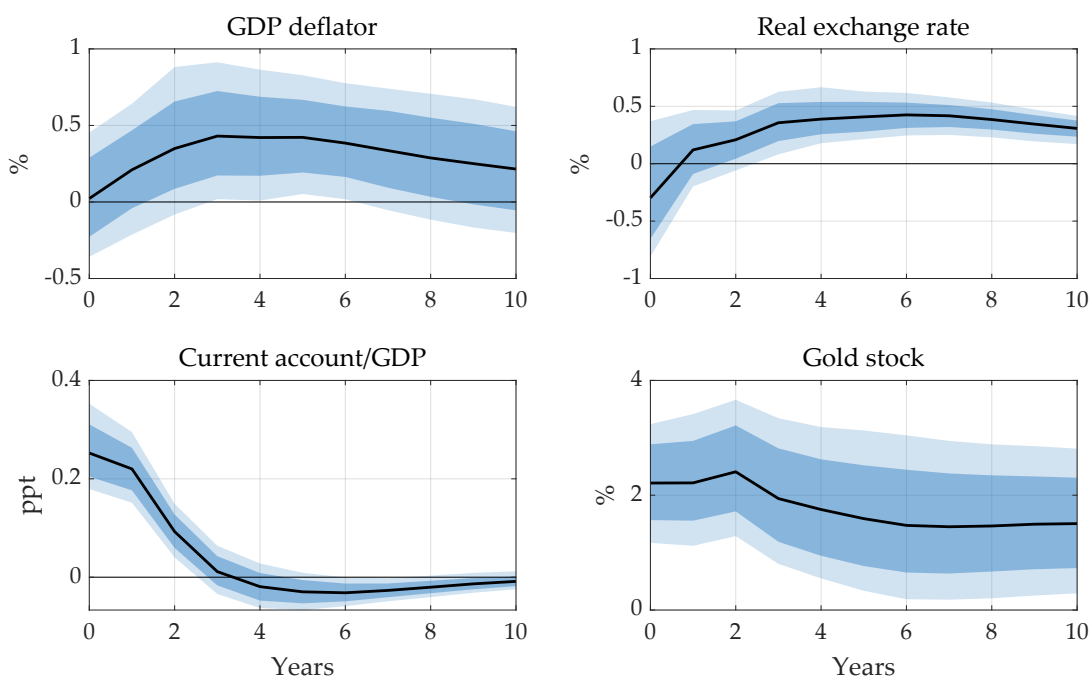 GDP deflator
%
1
0.5
0
-0.5
0 2 4 6 8 10
Real exchange rate
%
1
0.5
0
-0.5
-1
0 2 4 6 8 10
Current account/GDP
ppt
0.4
0.2
0
0 2 4 6 8 10
Years
Gold stock
%
4
2
0
0 2 4 6 8 10
Years